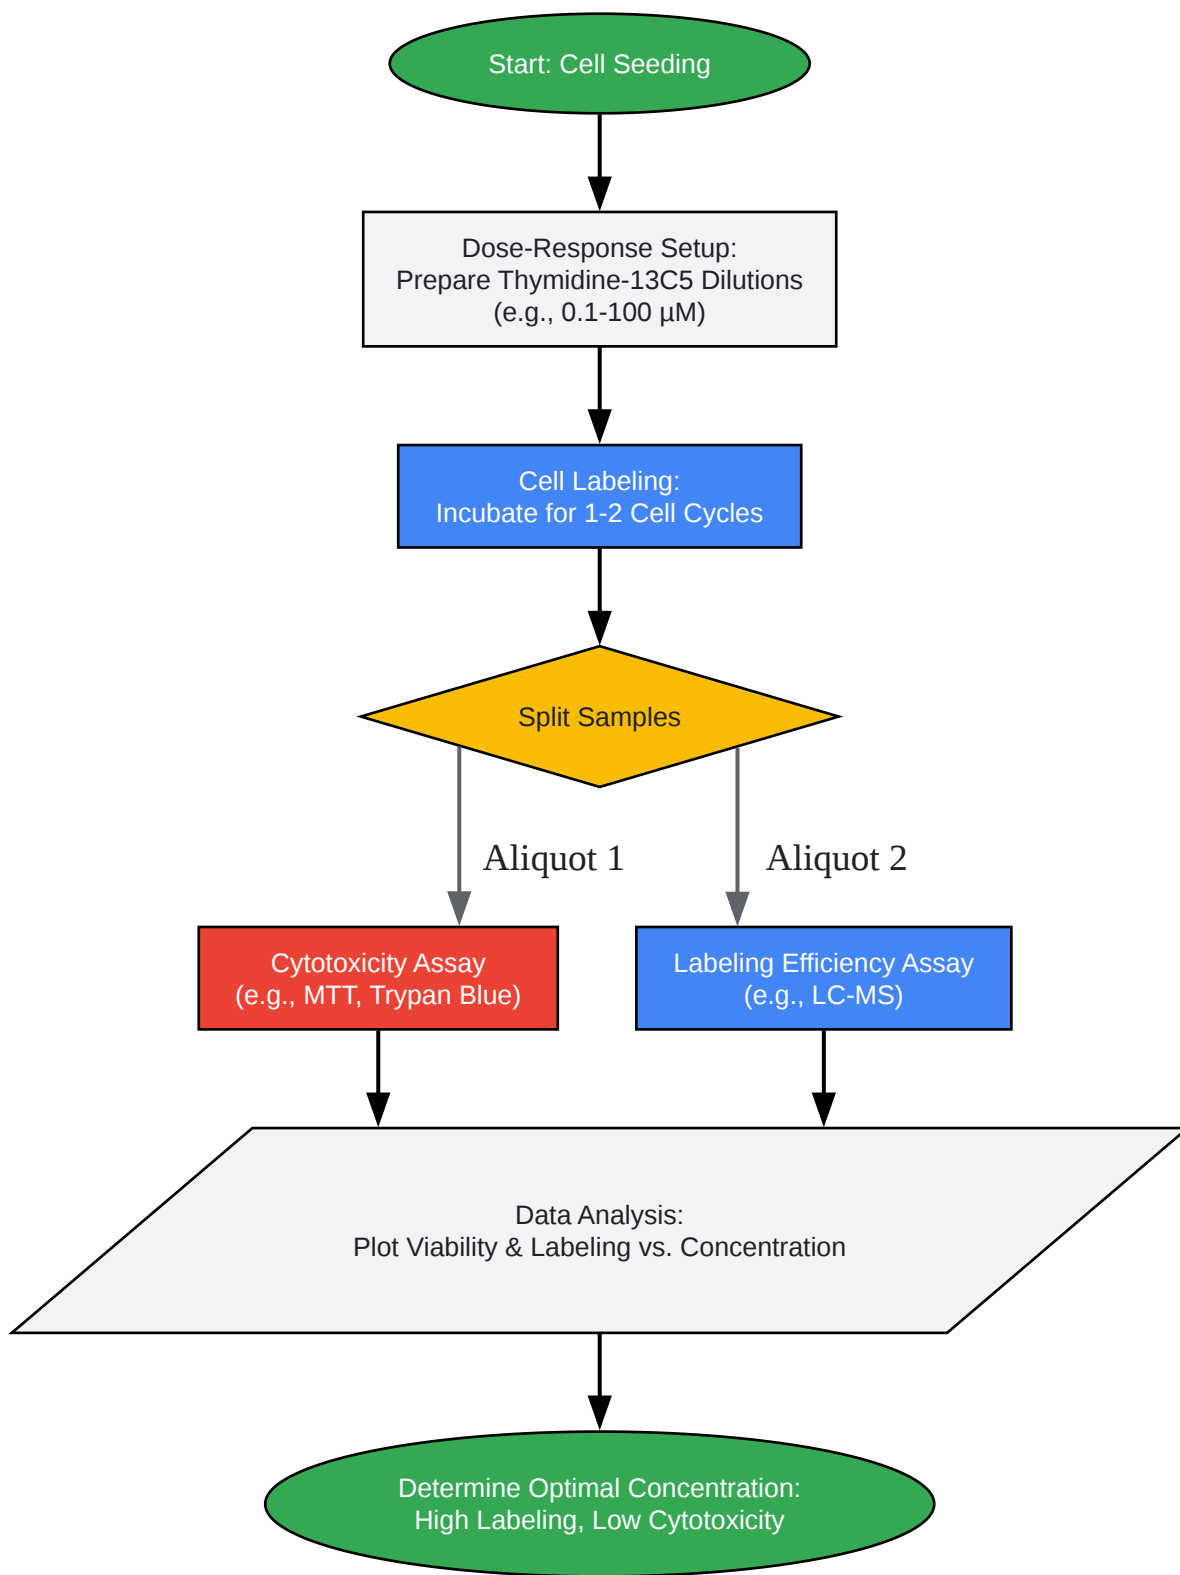 Start: Cell Seeding
Dose-Response Setup:
Prepare Thymidine-13C5 Dilutions
(e.g., 0.1-100 µM)
Cell Labeling:
Incubate for 1-2 Cell Cycles
Split Samples
Aliquot 1
Aliquot 2
Cytotoxicity Assay
(e.g., MTT, Trypan Blue)
Labeling Efficiency Assay
(e.g., LC-MS)
Data Analysis:
Plot Viability & Labeling vs. Concentration
Determine Optimal Concentration:
High Labeling, Low Cytotoxicity